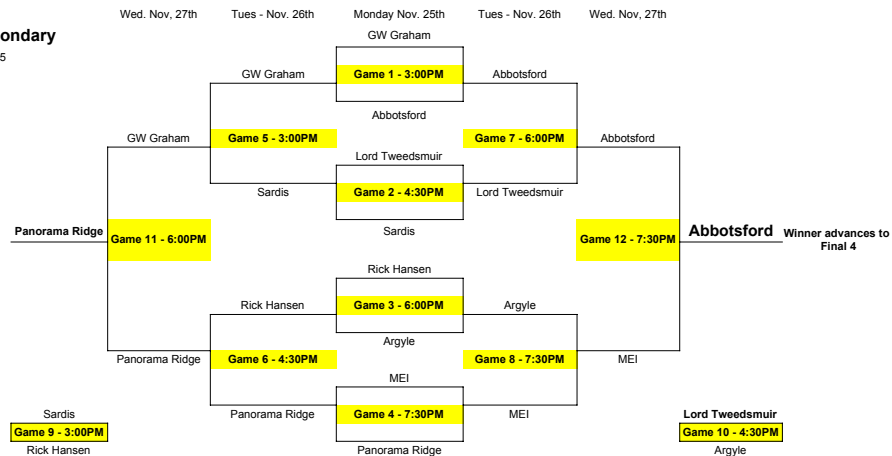 Wed. Nov, 27th Tues - Nov. 26th Monday Nov. 25th Tues - Nov. 26th Wed. Nov, 27th
ondary
GW Graham
5
GW Graham Game 1 - 3:00PM Abbotsford
Abbotsford
GW Graham Game 5 - 3:00PM Game 7 - 6:00PM Abbotsford
Lord Tweedsmuir
Sardis Game 2 - 4:30PM Lord Tweedsmuir
Sardis
Panorama Ridge Game 11 - 6:00PM Game 12 - 7:30PM Abbotsford Winner advances to
Final 4
Rick Hansen
Rick Hansen Game 3 - 6:00PM Argyle
Argyle
Panorama Ridge Game 6 - 4:30PM Game 8 - 7:30PM MEI
MEI
Sardis Panorama Ridge Game 4 - 7:30PM MEI Lord Tweedsmuir
Game 9 - 3:00PM Game 10 - 4:30PM
Rick Hansen Panorama Ridge Argyle